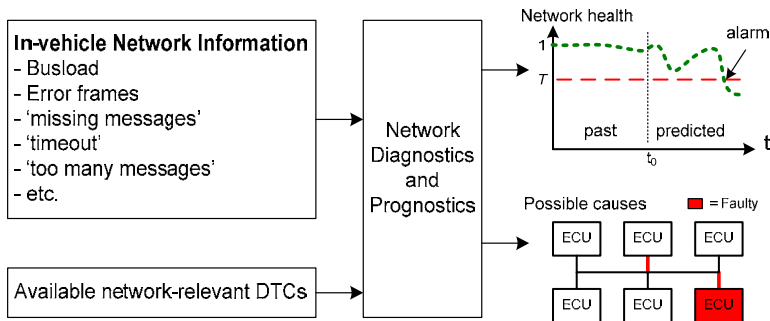 In-vehicle Network Information
- Busload
- Error frames
- ‘missing messages’
- ‘timeout’
- ‘too many messages’
- etc.
Available network-relevant DTCs
Network
Diagnostics
and
Prognostics
Network health
1
alarm
T
past
predicted
t
t0
Possible causes
= Faulty
ECU
ECU
ECU
ECU
ECU
ECU